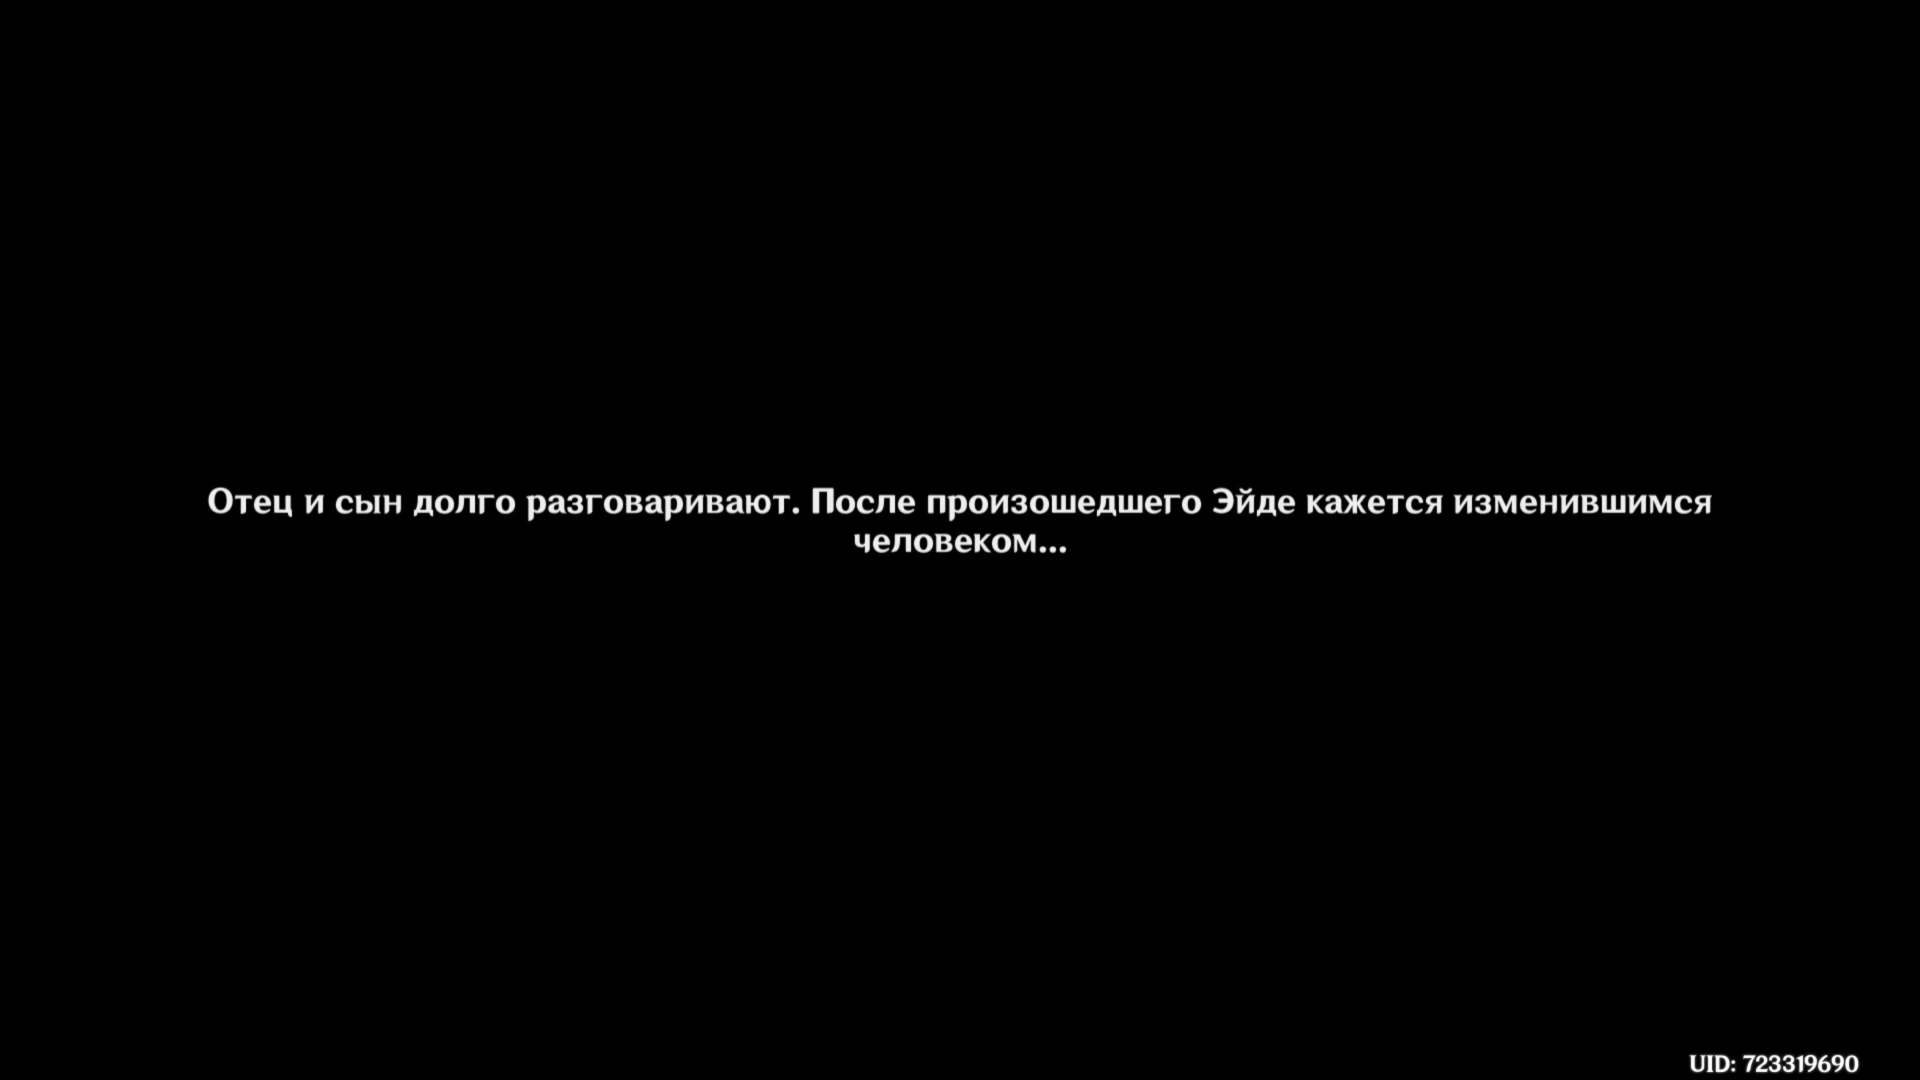 Отец и сын долго разговаривают. После произошедшего Эйде кажется изменившимся
человеком...
UID: 723319690